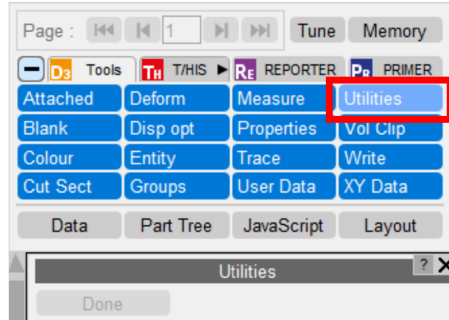 Page : 1 Tune Memory
D3 Tools TH T/HIS RE REPORTER PR PRIMER
Attached Deform Measure Utilities
Blank Disp opt Properties Vol Clip
Colour Entity Trace Write
Cut Sect Groups User Data XY Data
Data Part Tree JavaScript Layout
Utilities ? X
Done